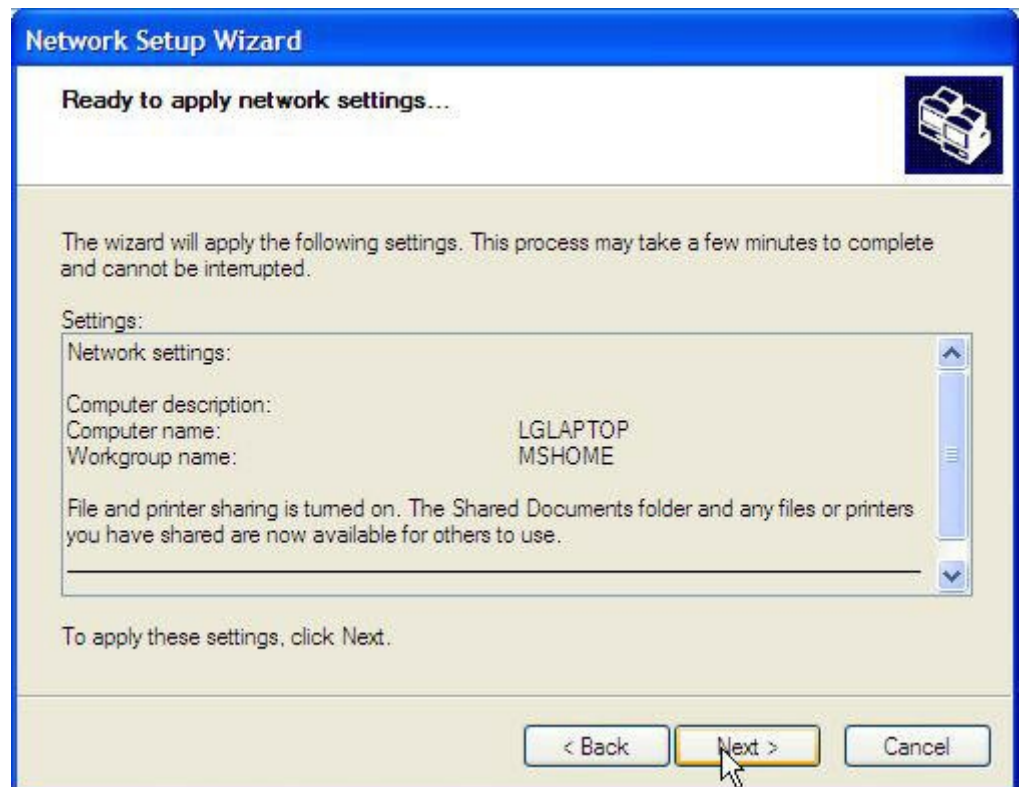 Network Setup Wizard
Ready to apply network settings...
The wizard will apply the following settings. This process may take a few minutes to complete
and cannot be interrupted.
Settings:
Network settings:
Computer description:
Computer name: LGLAPTOP
Workgroup name: MSHOME
File and printer sharing is turned on. The Shared Documents folder and any files or printers
you have shared are now available for others to use.
To apply these settings, click Next.
< Back Next > Cancel